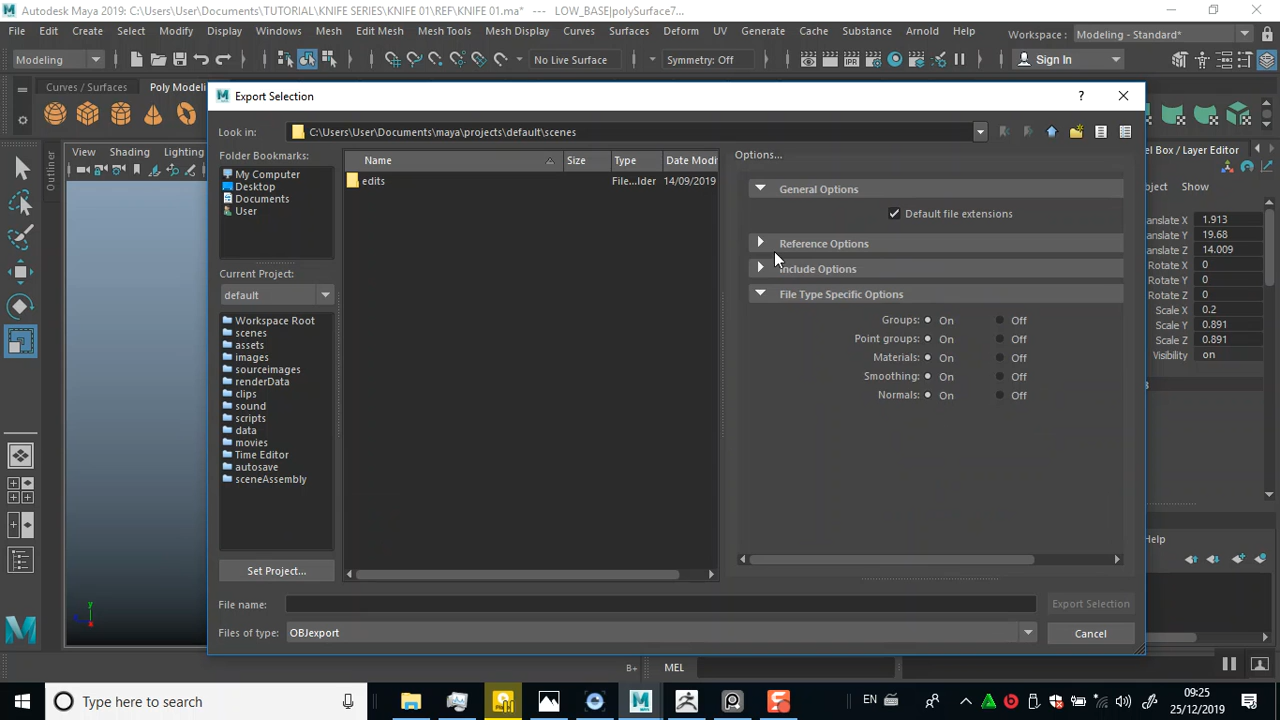 Autodesk Maya 2019: C:\Users\User\Documents\TUTORIAL\KNIFE SERIES\KNIFE 01\REF\KNIFE 01.ma* --- LOW_BASE|polySurface7...
File Edit Create Select Modify Display Windows Mesh Edit Mesh Mesh Tools Mesh Display Curves Surfaces Deform UV Generate Cache Substance Arnold Help Workspace : Modeling - Standard*
Modeling No Live Surface Symmetry: Off Sign In
Curves / Surfaces Poly Modeli
Export Selection
Look in: C:\Users\User\Documents\maya\projects\default\scenes
View Shading Lighting
Outliner
Folder Bookmarks:
My Computer
Desktop
Documents
User
Name Size Type Date Modi
edits File...lder 14/09/2019
Options...
General Options
Default file extensions
Reference Options
Include Options
File Type Specific Options
Groups: On Off
Point groups: On Off
Materials: On Off
Smoothing: On Off
Normals: On Off
Current Project:
default
Workspace Root
scenes
assets
images
sourceimages
renderData
clips
sound
scripts
data
movies
Time Editor
autosave
sceneAssembly
Set Project...
File name: Export Selection
Files of type: OBJexport Cancel
el Box / Layer Editor
ject Show
anslate X 1.913
anslate Y 19.68
anslate Z 14.009
Rotate X 0
Rotate Y 0
Rotate Z 0
Scale X 0.2
Scale Y 0.891
Scale Z 0.891
Visibility on
Help
y
MEL
Type here to search
EN
09:25
25/12/2019